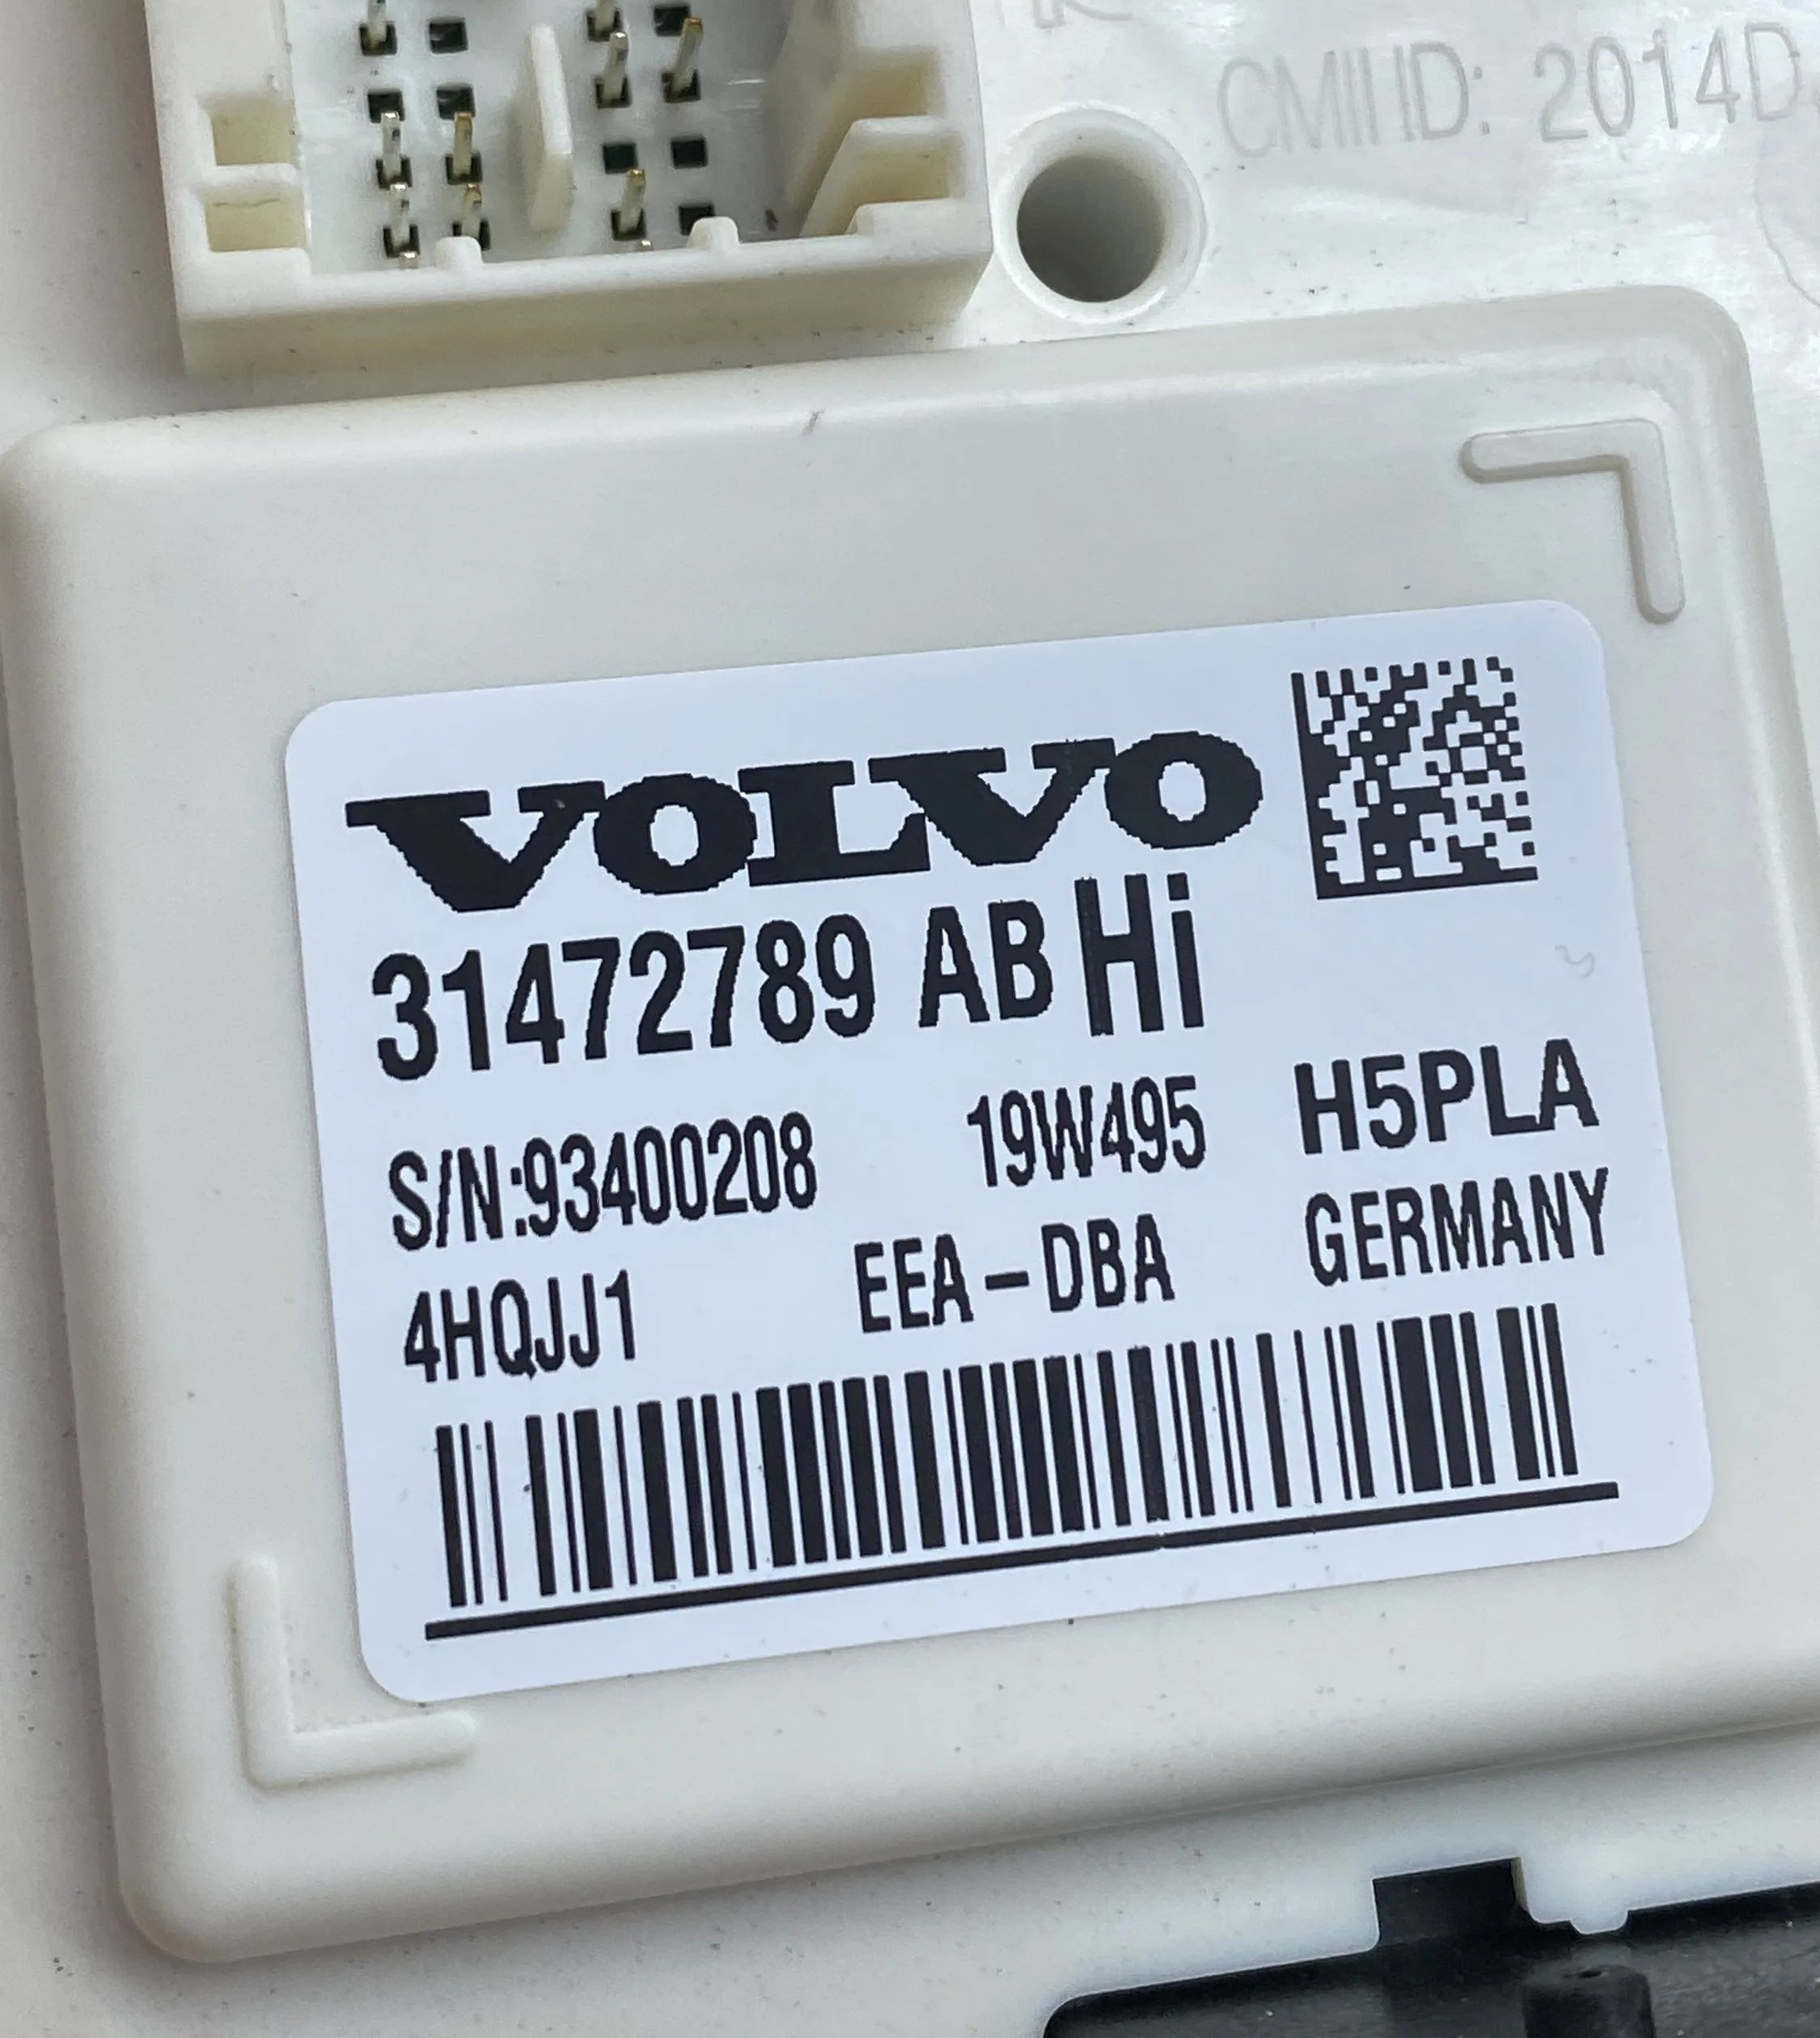 CMIIID: 2014D
VOLVO
31472789 AB Hi
S/N:93400208 19W495 H5PLA
4HQJJ1 EEA-DBA GERMANY